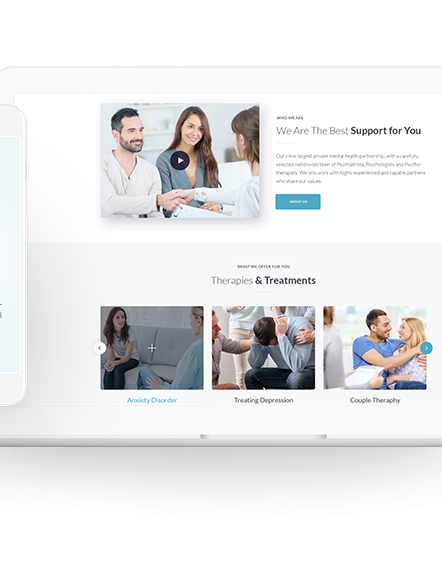 WHO WE ARE
We Are The Best Support for You
Our clinic largest private mental health partnership, with a carefully
selected nationwide team of Psychiatrists, Psychologists and Psycho-
therapists. We only work with highly experienced and capable partners
who share our values.
ABOUT US
WHAT WE OFFER FOR YOU
Therapies & Treatments
Anxiety Disorder
Treating Depression
Couple Theraphy